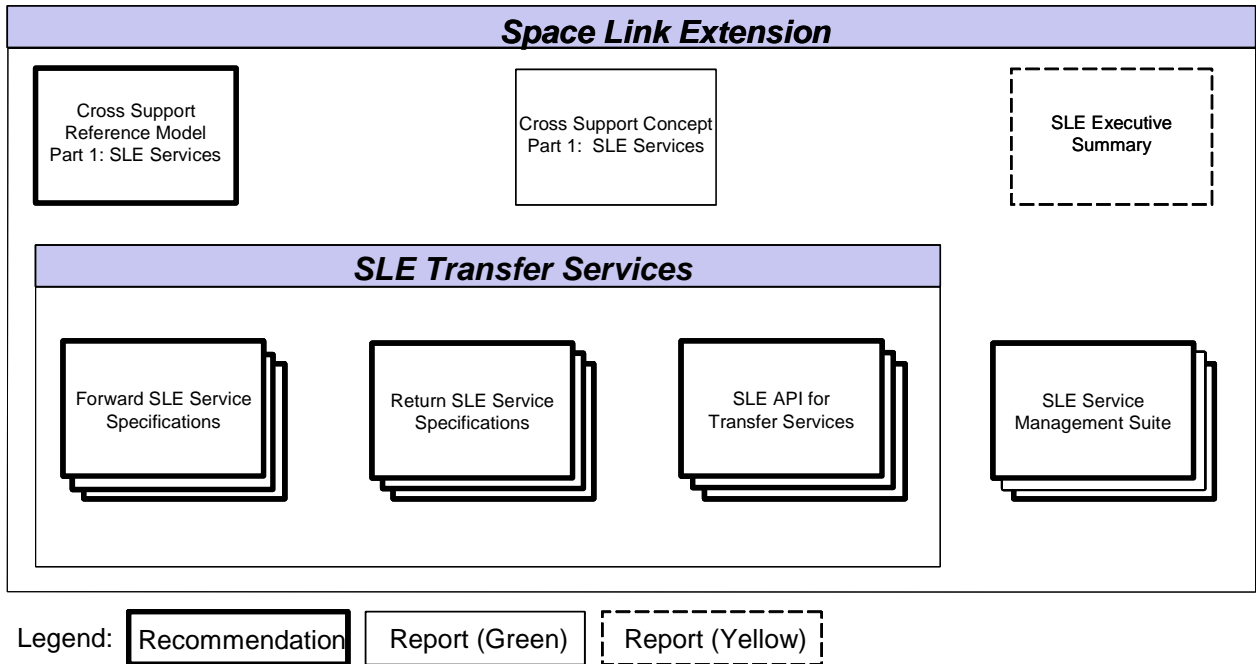 Space Link Extension
Cross Support
Reference Model
Part 1: SLE Services
Cross Support Concept
Part 1:  SLE Services
SLE Executive
Summary
SLE Transfer Services
Forward SLE Service
Specifications
Return SLE Service
Specifications
SLE API for
Transfer Services
SLE Service
Management Suite
Legend:
Recommendation
Report (Green)
Report (Yellow)